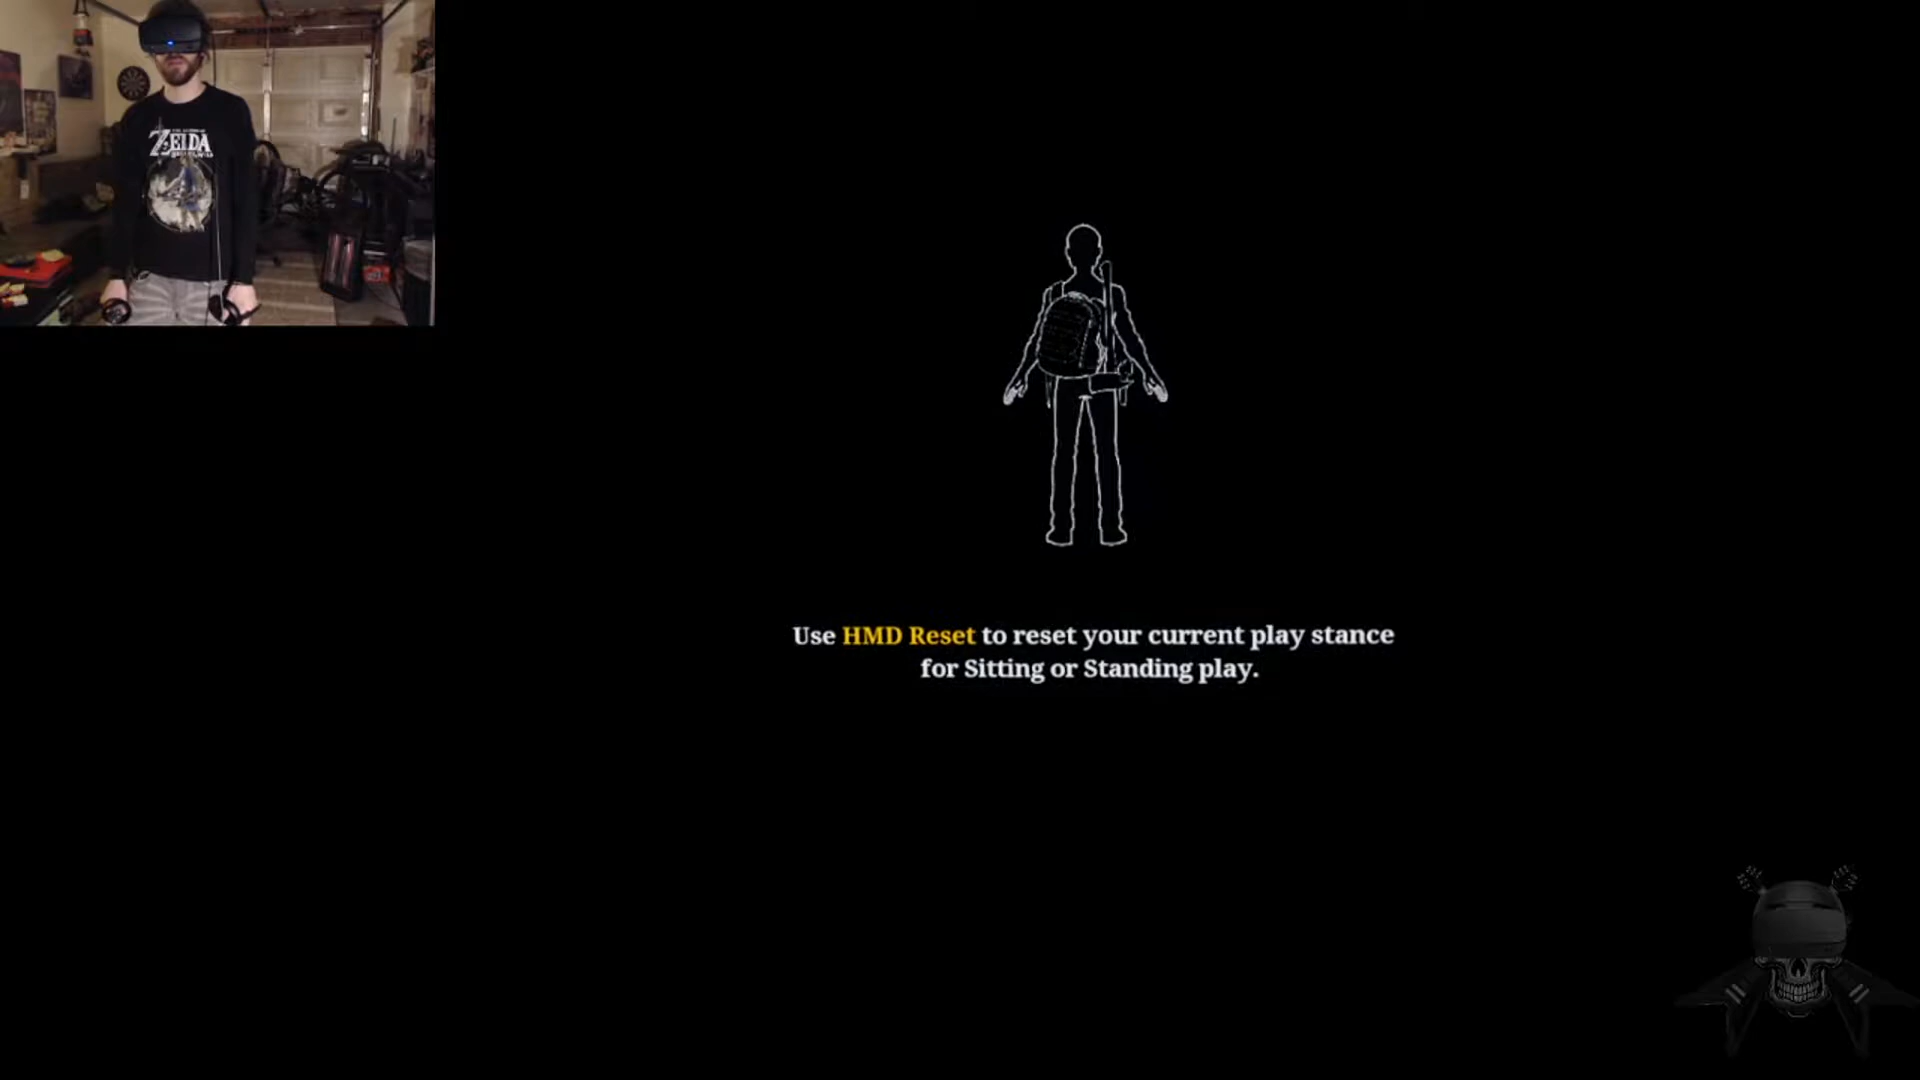 ZELDA
Use HMD Reset to reset your current play stance
for Sitting or Standing play.